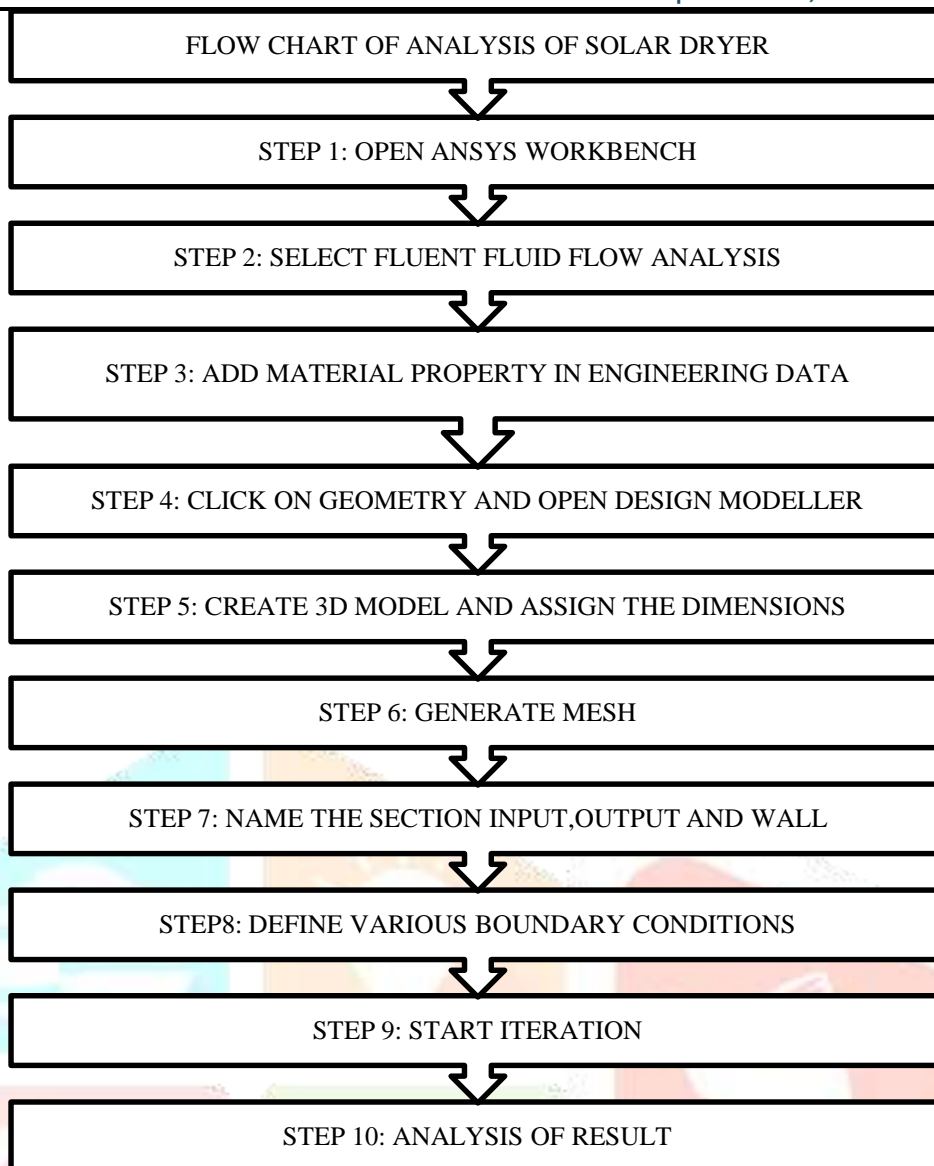 FLOW CHART OF ANALYSIS OF SOLAR DRYER
STEP 1: OPEN ANSYS WORKBENCH
STEP 2: SELECT FLUENT FLUID FLOW ANALYSIS
STEP 3: ADD MATERIAL PROPERTY IN ENGINEERING DATA
STEP 4: CLICK ON GEOMETRY AND OPEN DESIGN MODELLER
STEP 5: CREATE 3D MODEL AND ASSIGN THE DIMENSIONS
STEP 6: GENERATE MESH
STEP 7: NAME THE SECTION INPUT,OUTPUT AND WALL
STEP8: DEFINE VARIOUS BOUNDARY CONDITIONS
STEP 9: START ITERATION
STEP 10: ANALYSIS OF RESULT